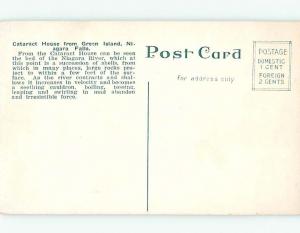 Cataract House from Green Island, Ni-
agara Falls.
From the Cataract House can be seen
the bed of the Niagara River, which at
this point is a succession of shells, from
which in many places, large rocks pro-
ject to within a few feet of the sur-
face. As the river contracts and shal-
lows it increases in velocity and becomes
a seething cauldron, boiling, tossing,
leaping and swirling in mad abandon
and irresistible force.
Post Card
for address only
POSTAGE
DOMESTIC
1 CENT
FOREIGN
2 CENTS